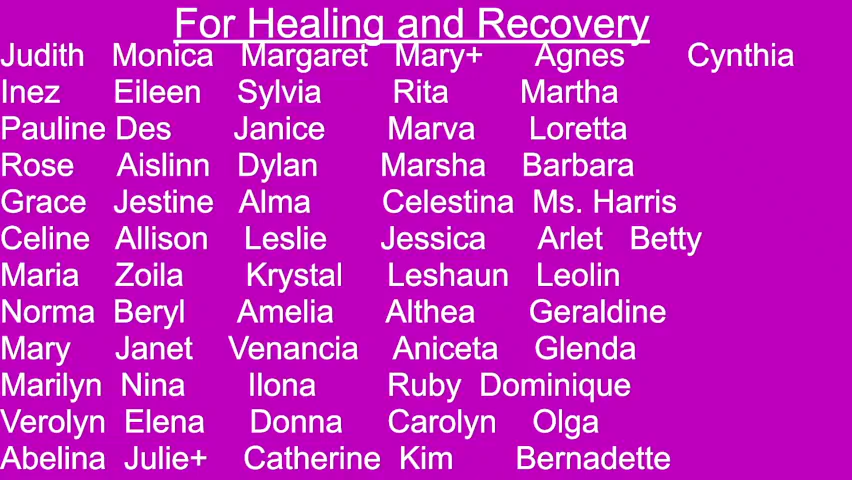 For Healing and Recovery
Judith Monica Margaret Mary+ Agnes Cynthia
Inez Eileen Sylvia Rita Martha
Pauline Des Janice Marva Loretta
Rose Aislinn Dylan Marsha Barbara
Grace Jestine Alma Celestina Ms. Harris
Celine Allison Leslie Jessica Arlet Betty
Maria Zoila Krystal Leshaun Leolin
Norma Beryl Amelia Althea Geraldine
Mary Janet Venancia Aniceta Glenda
Marilyn Nina Ilona Ruby Dominique
Verolyn Elena Donna Carolyn Olga
Abelina Julie+ Catherine Kim Bernadette